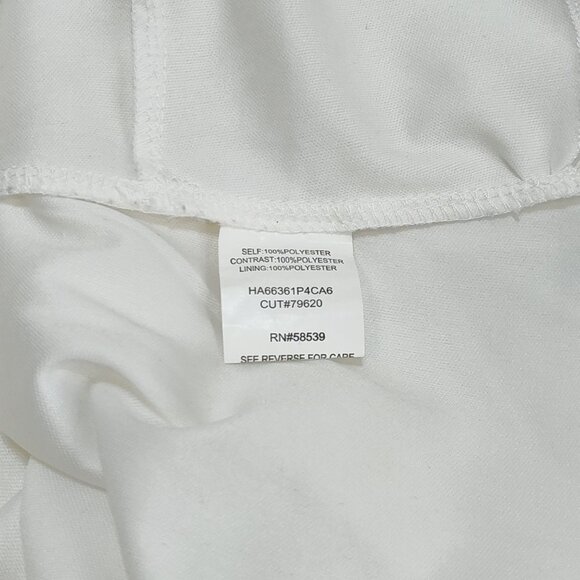 SELF:100%POLYESTER
CONTRAST:100%POLYESTER
LINING:100%POLYESTER
HA66361P4CA6
CUT#79620
RN#58539
SEE REVERSE FOR CARE